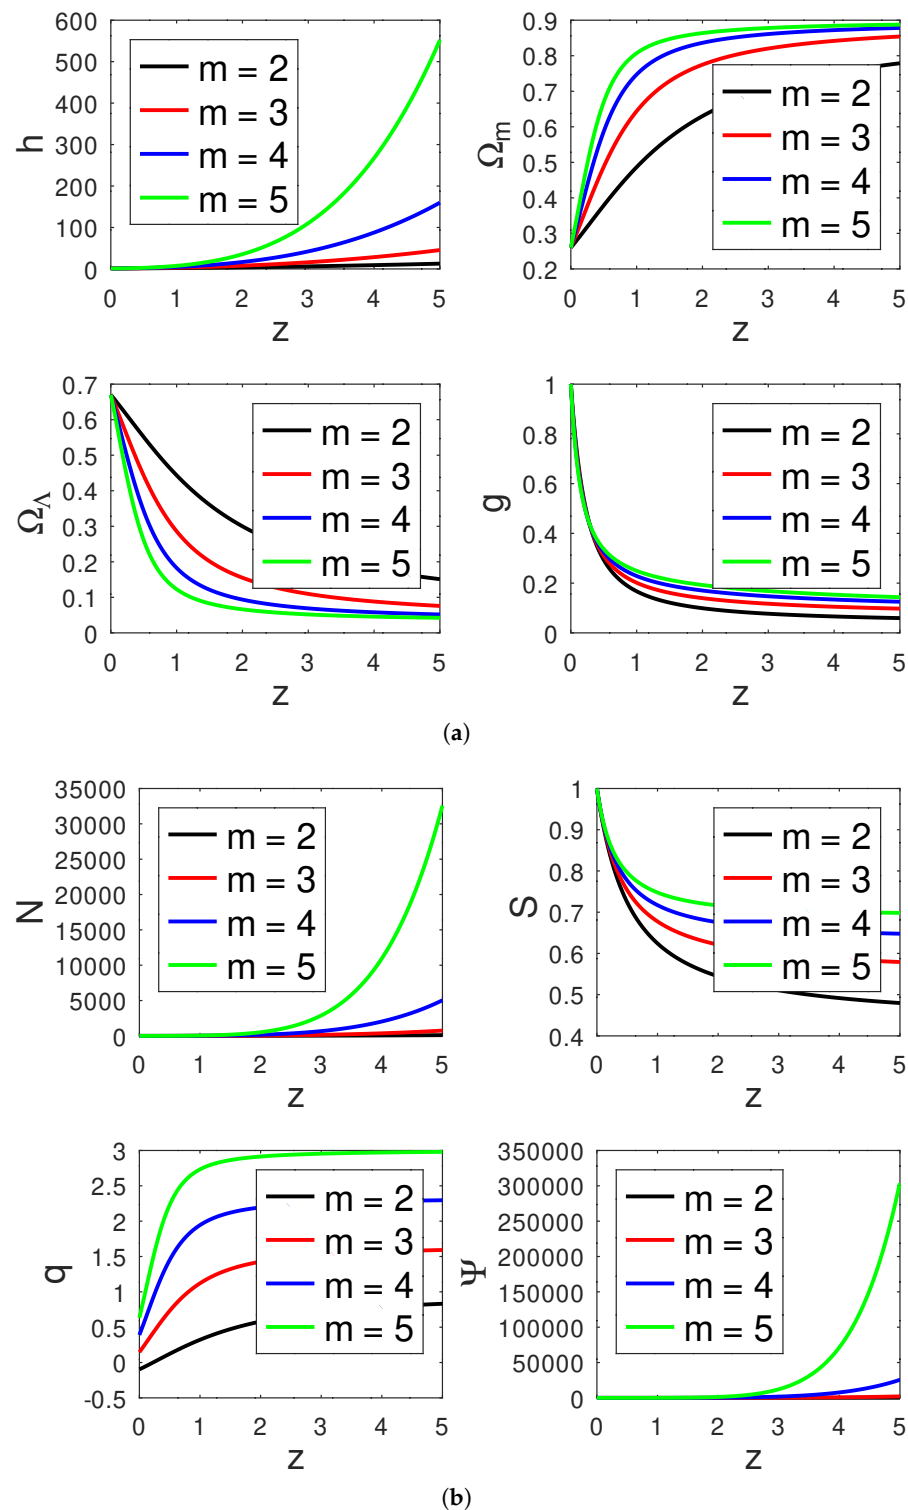 600
500
400
300
200
100
0
h
m = 2
m = 3
m = 4
m = 5
0 1 2 3 4 5
z
0.9
0.8
0.7
0.6
0.5
0.4
0.3
0.2
Ωm
m = 2
m = 3
m = 4
m = 5
0 1 2 3 4 5
z
0.7
0.6
0.5
0.4
0.3
0.2
0.1
0
ΩΛ
m = 2
m = 3
m = 4
m = 5
0 1 2 3 4 5
z
1
0.8
0.6
0.4
0.2
0
g
m = 2
m = 3
m = 4
m = 5
0 1 2 3 4 5
z
(a)
35000
30000
25000
20000
15000
10000
5000
0
N
m = 2
m = 3
m = 4
m = 5
0 1 2 3 4 5
z
1
0.9
0.8
0.7
0.6
0.5
0.4
S
m = 2
m = 3
m = 4
m = 5
0 1 2 3 4 5
z
3
2.5
2
1.5
1
0.5
0
-0.5
q
m = 2
m = 3
m = 4
m = 5
0 1 2 3 4 5
z
350000
300000
250000
200000
150000
100000
50000
0
Ψ
m = 2
m = 3
m = 4
m = 5
0 1 2 3 4 5
z
(b)